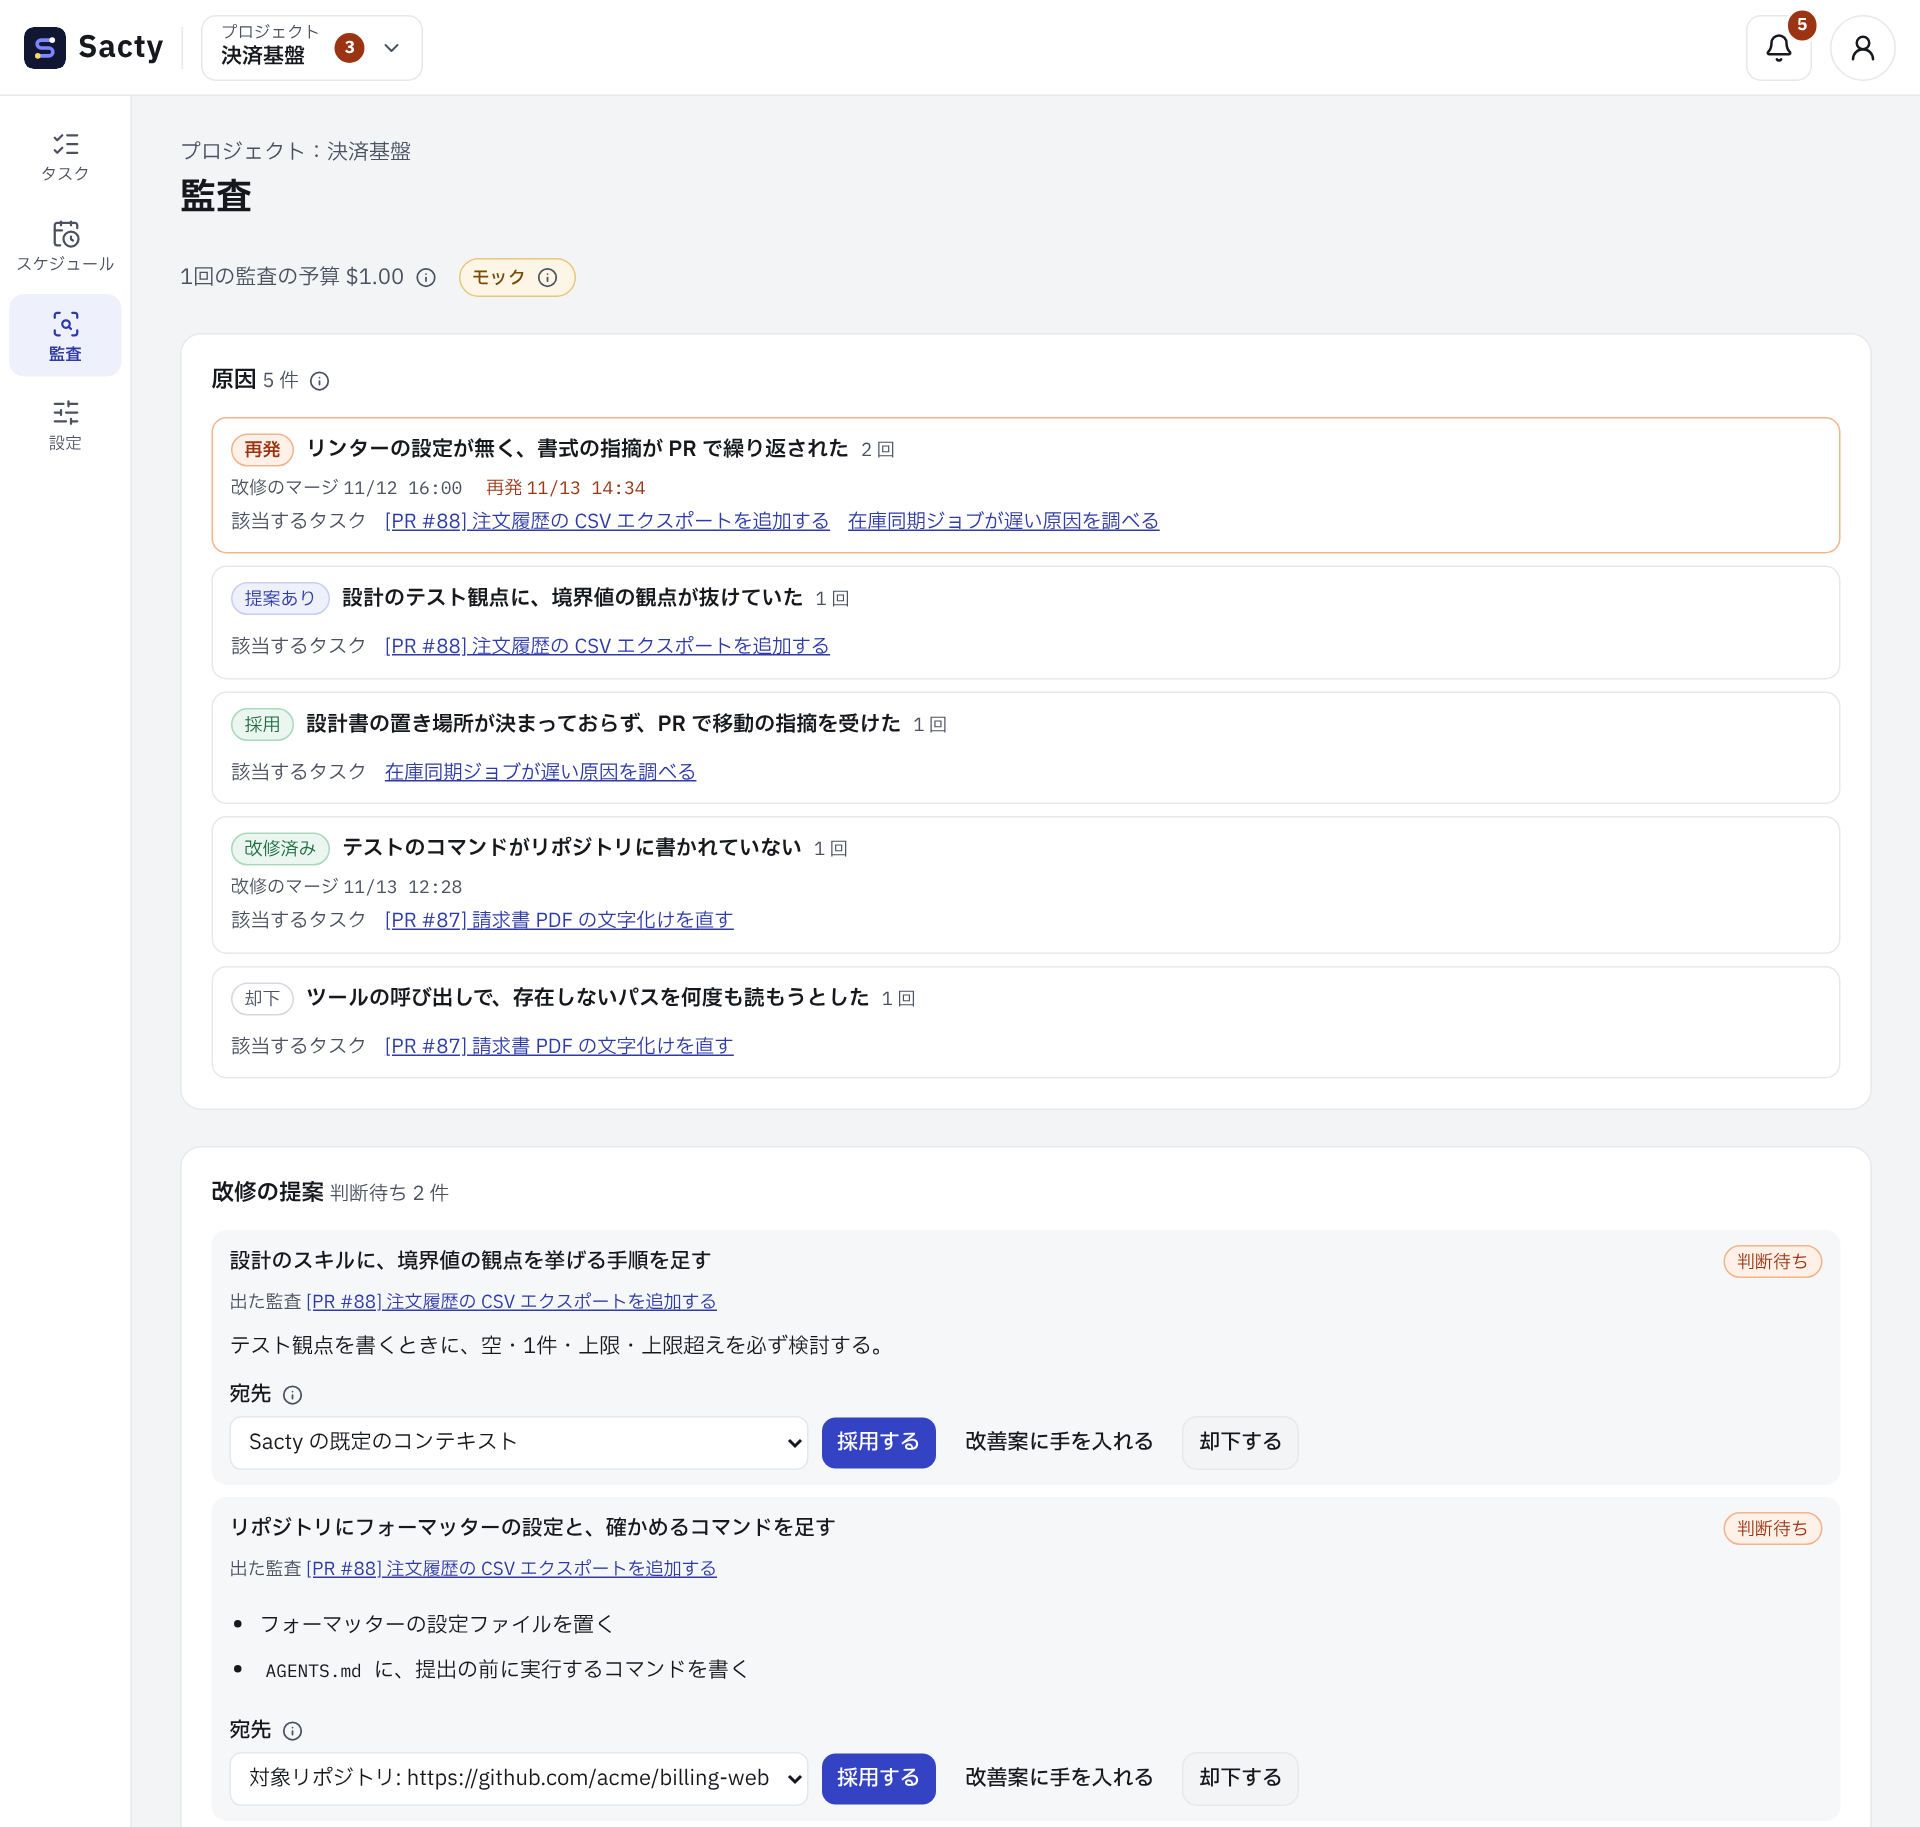 Sacty
プロジェクト
決済基盤
3
5
タスク
スケジュール
監査
設定
プロジェクト：決済基盤
監査
1回の監査の予算 $1.00
モック
原因 5 件
再発 リンターの設定が無く、書式の指摘が PR で繰り返された 2 回
改修のマージ 11/12 16:00 再発 11/13 14:34
該当するタスク [PR #88] 注文履歴の CSV エクスポートを追加する 在庫同期ジョブが遅い原因を調べる
提案あり 設計のテスト観点に、境界値の観点が抜けていた 1 回
該当するタスク [PR #88] 注文履歴の CSV エクスポートを追加する
採用 設計書の置き場所が決まっておらず、PR で移動の指摘を受けた 1 回
該当するタスク 在庫同期ジョブが遅い原因を調べる
改修済み テストのコマンドがリポジトリに書かれていない 1 回
改修のマージ 11/13 12:28
該当するタスク [PR #87] 請求書 PDF の文字化けを直す
却下 ツールの呼び出しで、存在しないパスを何度も読もうとした 1 回
該当するタスク [PR #87] 請求書 PDF の文字化けを直す
改修の提案 判断待ち 2 件
設計のスキルに、境界値の観点を挙げる手順を足す 判断待ち
出た監査 [PR #88] 注文履歴の CSV エクスポートを追加する
テスト観点を書くときに、空・1件・上限・上限超えを必ず検討する。
宛先
Sacty の既定のコンテキスト 採用する 改善案に手を入れる 却下する
リポジトリにフォーマッターの設定と、確かめるコマンドを足す 判断待ち
出た監査 [PR #88] 注文履歴の CSV エクスポートを追加する
• フォーマッターの設定ファイルを置く
• AGENTS.md に、提出の前に実行するコマンドを書く
宛先
対象リポジトリ: https://github.com/acme/billing-web 採用する 改善案に手を入れる 却下する